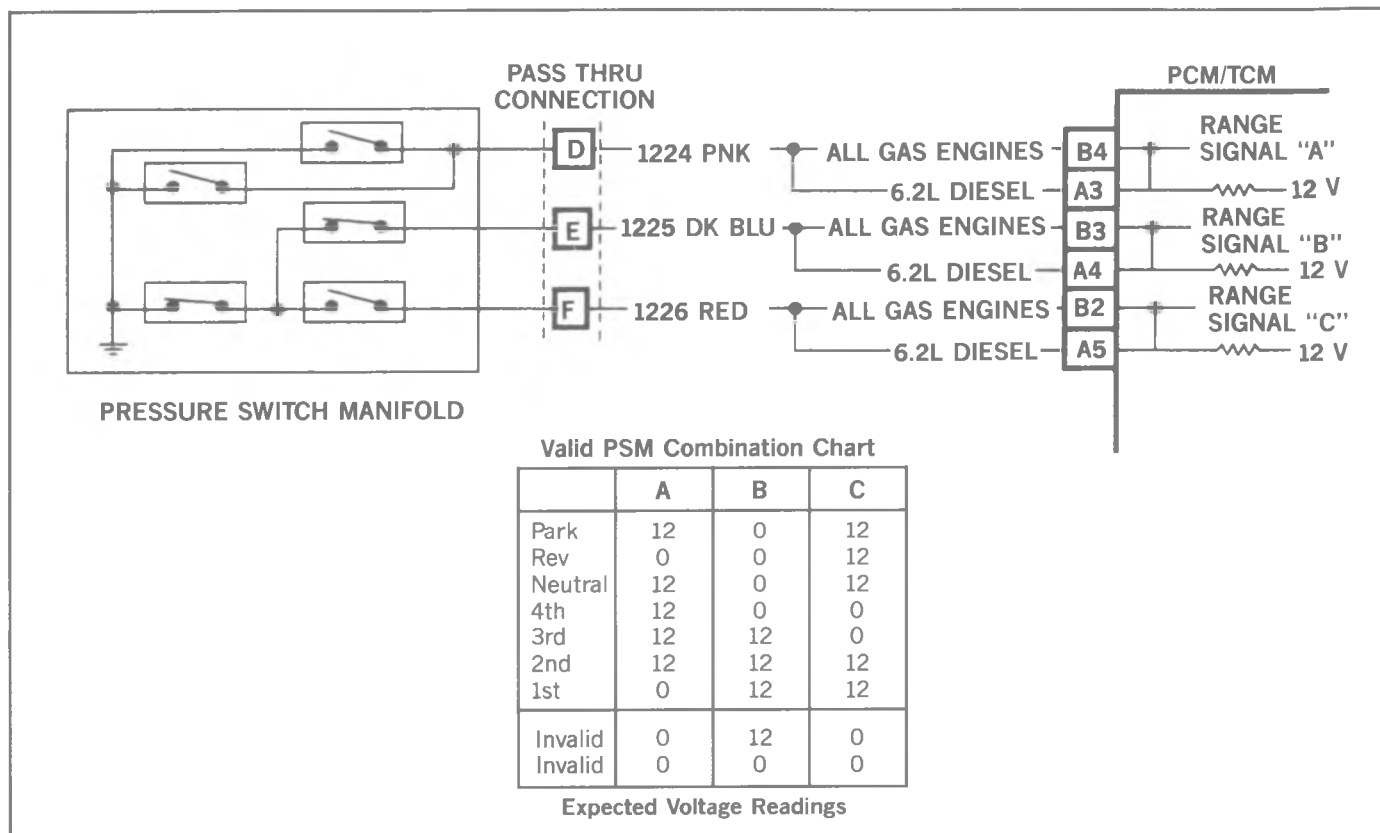 PASS THRU
CONNECTION
PCM/TCM
D 1224 PNK ALL GAS ENGINES B4 RANGE
SIGNAL "A"
6.2L DIESEL A3 12 V
E 1225 DK BLU ALL GAS ENGINES B3 RANGE
SIGNAL "B"
6.2L DIESEL A4 12 V
F 1226 RED ALL GAS ENGINES B2 RANGE
SIGNAL "C"
6.2L DIESEL A5 12 V
PRESSURE SWITCH MANIFOLD
Valid PSM Combination Chart
A B C
Park 12 0 12
Rev 0 0 12
Neutral 12 0 12
4th 12 0 0
3rd 12 12 0
2nd 12 12 12
1st 0 12 12
Invalid 0 12 0
Invalid 0 0 0
Expected Voltage Readings